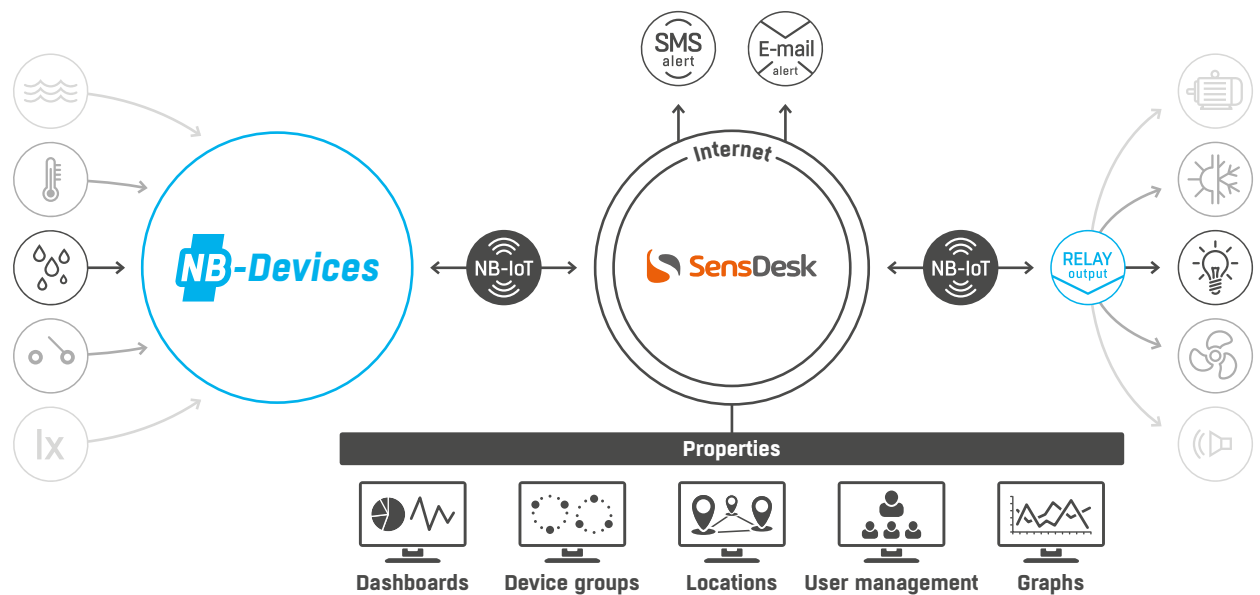 SMS
alert
E-mail
alert
Internet
NB-Devices
NB-IoT
SensDesk
NB-IoT
RELAY
output
lx
Properties
Dashboards
Device groups
Locations
User management
Graphs